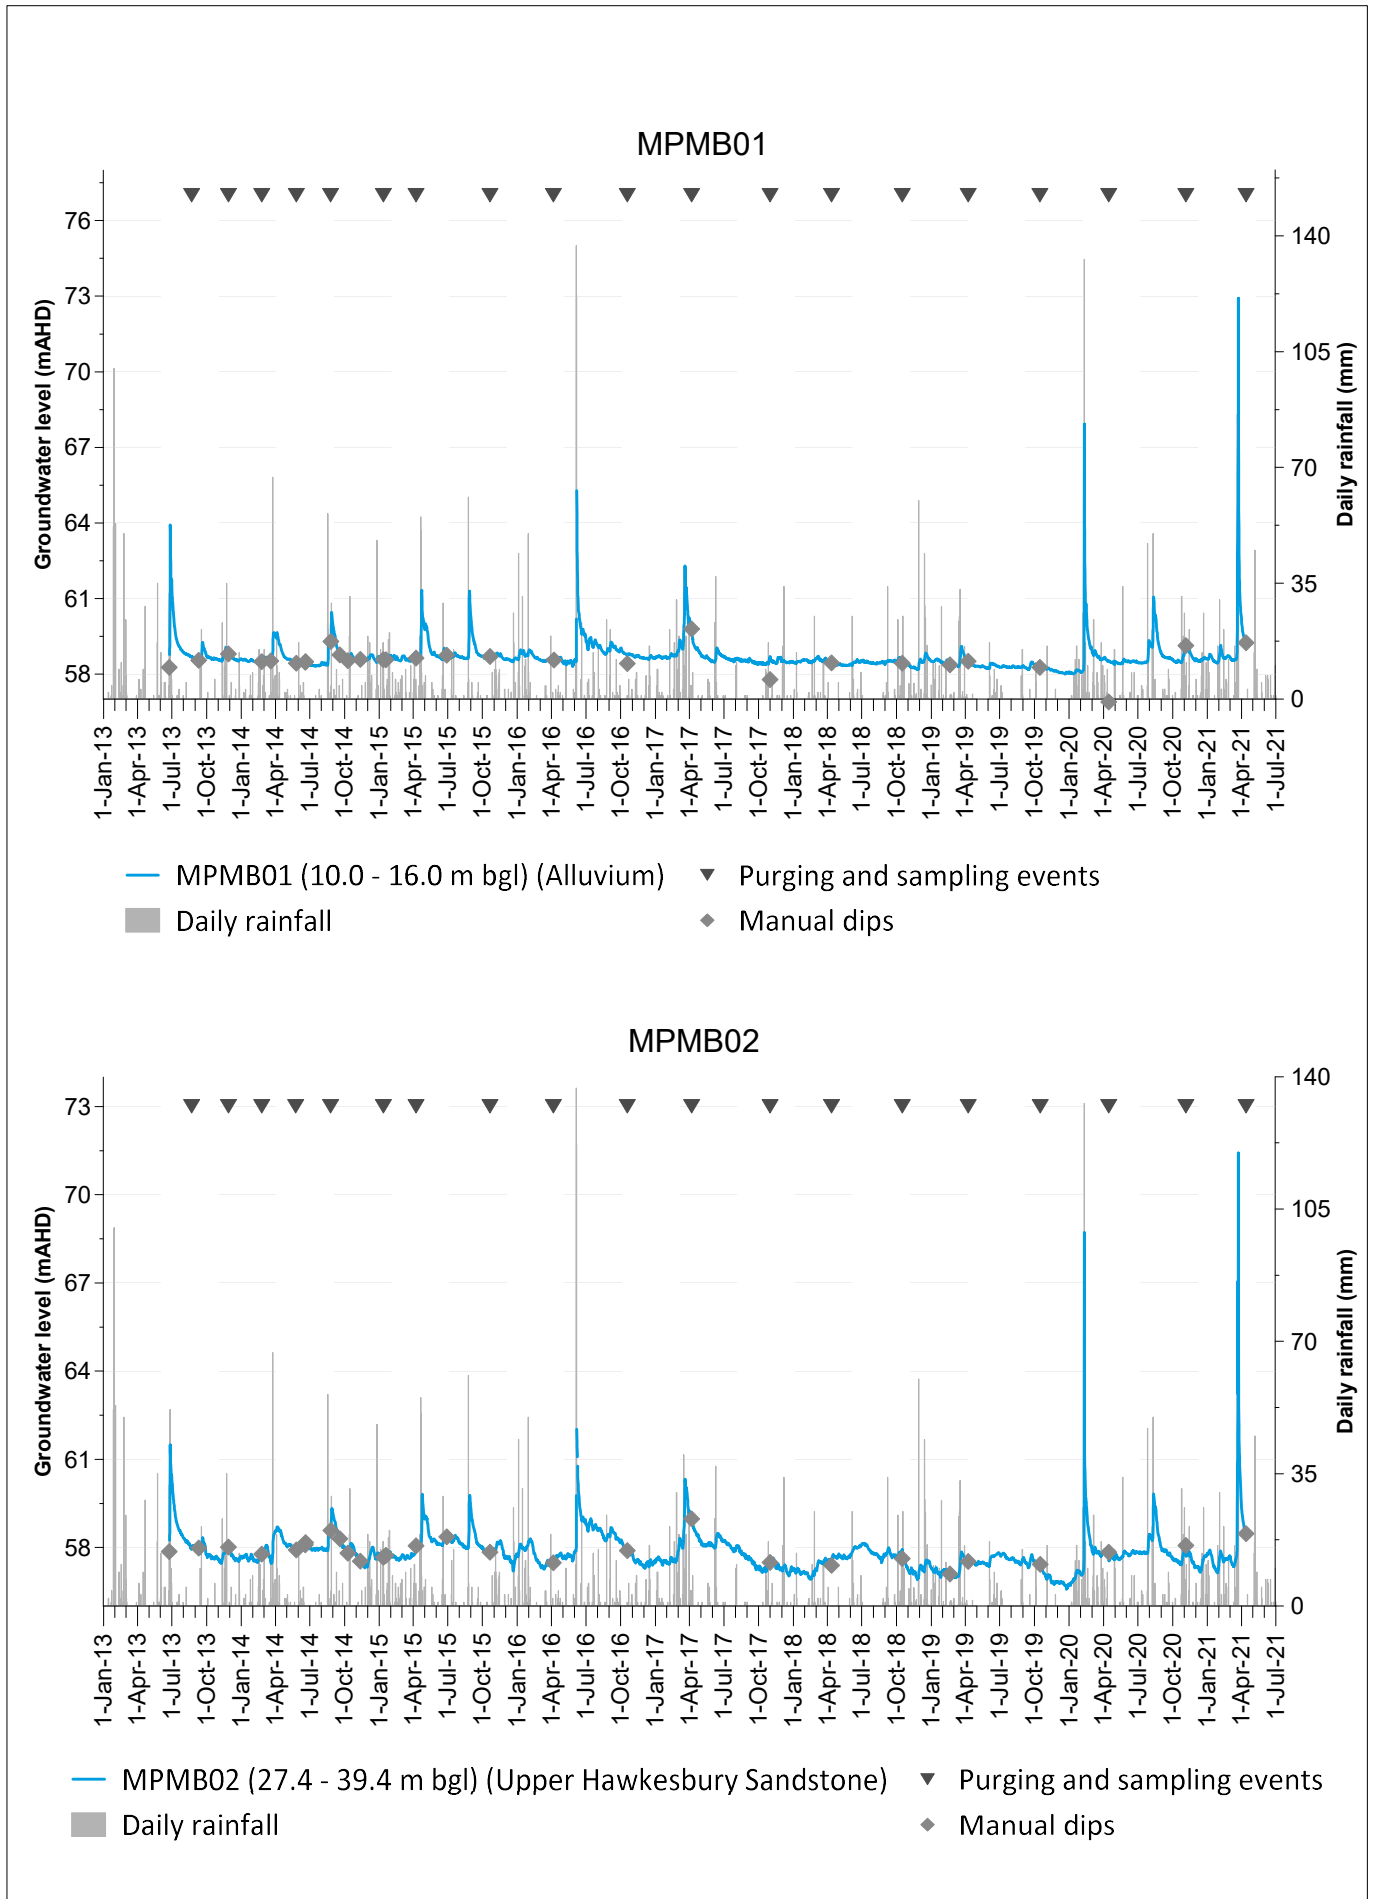 MPMB01
Groundwater level (mAHD)
76
73
70
67
64
61
58
Daily rainfall (mm)
140
105
70
35
0
1-Jan-13
1-Apr-13
1-Jul-13
1-Oct-13
1-Jan-14
1-Apr-14
1-Jul-14
1-Oct-14
1-Jan-15
1-Apr-15
1-Jul-15
1-Oct-15
1-Jan-16
1-Apr-16
1-Jul-16
1-Oct-16
1-Jan-17
1-Apr-17
1-Jul-17
1-Oct-17
1-Jan-18
1-Apr-18
1-Jul-18
1-Oct-18
1-Jan-19
1-Apr-19
1-Jul-19
1-Oct-19
1-Jan-20
1-Apr-20
1-Jul-20
1-Oct-20
1-Jan-21
1-Apr-21
1-Jul-21
MPMB01 (10.0 - 16.0 m bgl) (Alluvium)
Purging and sampling events
Daily rainfall
Manual dips
MPMB02
Groundwater level (mAHD)
73
70
67
64
61
58
Daily rainfall (mm)
140
105
70
35
0
1-Jan-13
1-Apr-13
1-Jul-13
1-Oct-13
1-Jan-14
1-Apr-14
1-Jul-14
1-Oct-14
1-Jan-15
1-Apr-15
1-Jul-15
1-Oct-15
1-Jan-16
1-Apr-16
1-Jul-16
1-Oct-16
1-Jan-17
1-Apr-17
1-Jul-17
1-Oct-17
1-Jan-18
1-Apr-18
1-Jul-18
1-Oct-18
1-Jan-19
1-Apr-19
1-Jul-19
1-Oct-19
1-Jan-20
1-Apr-20
1-Jul-20
1-Oct-20
1-Jan-21
1-Apr-21
1-Jul-21
MPMB02 (27.4 - 39.4 m bgl) (Upper Hawkesbury Sandstone)
Purging and sampling events
Daily rainfall
Manual dips